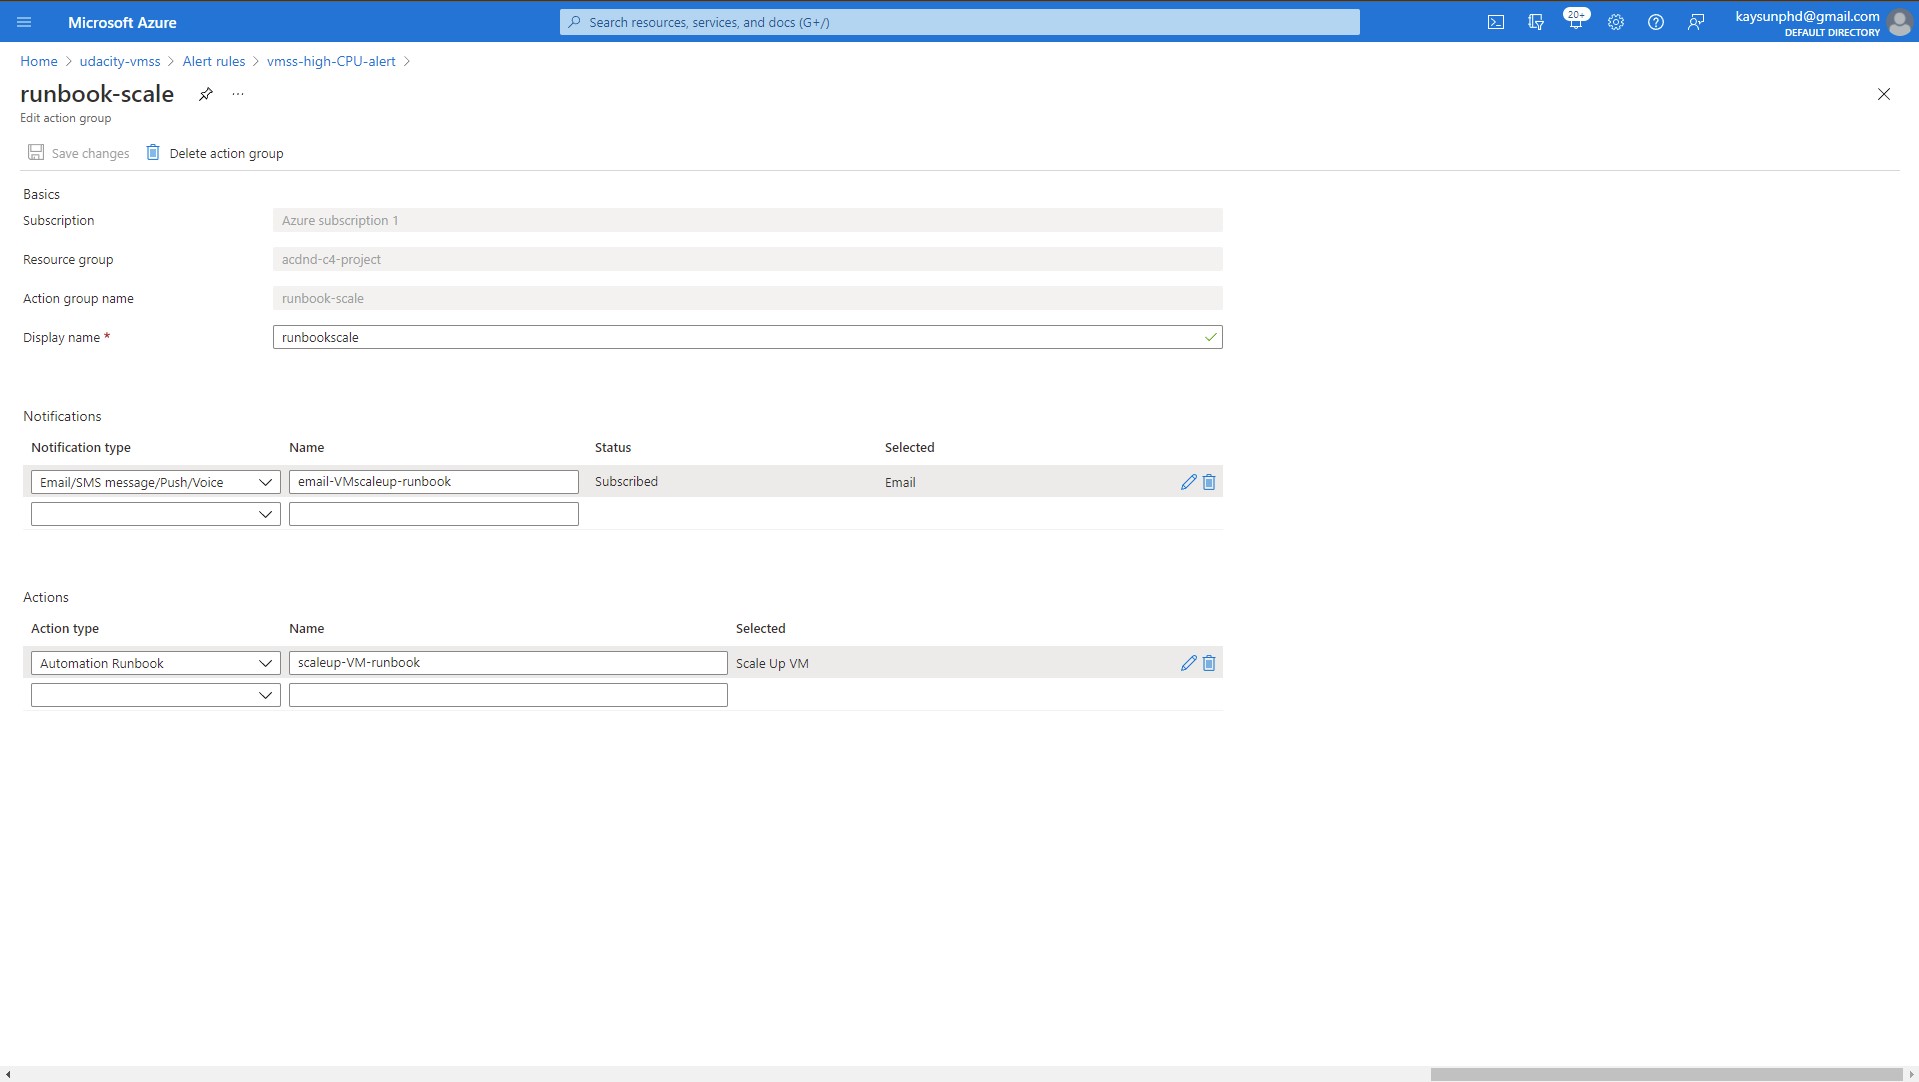 Microsoft Azure
Search resources, services, and docs (G+/)
20+
kaysunphd@gmail.com
DEFAULT DIRECTORY
Home > udacity-vmss > Alert rules > vmss-high-CPU-alert >
runbook-scale
Edit action group
Save changes Delete action group
Basics
Subscription Azure subscription 1
Resource group acdnd-c4-project
Action group name runbook-scale
Display name * runbookscale
Notifications
Notification type Name Status Selected
Email/SMS message/Push/Voice email-VMscaleup-runbook Subscribed Email
Actions
Action type Name Selected
Automation Runbook scaleup-VM-runbook Scale Up VM